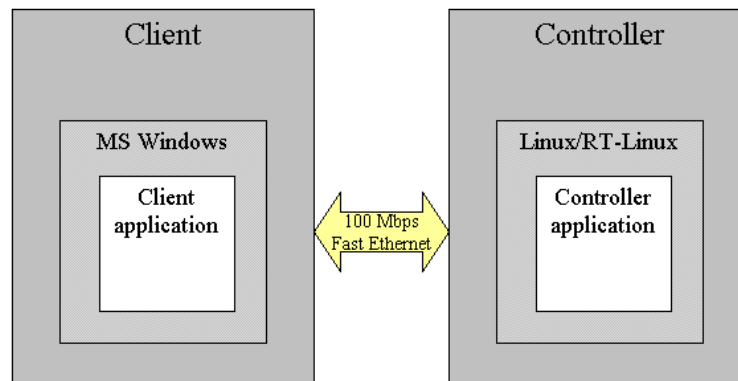 Client
MS Windows
Client
application
100 Mbps
Fast Ethernet
Controller
Linux/RT-Linux
Controller
application